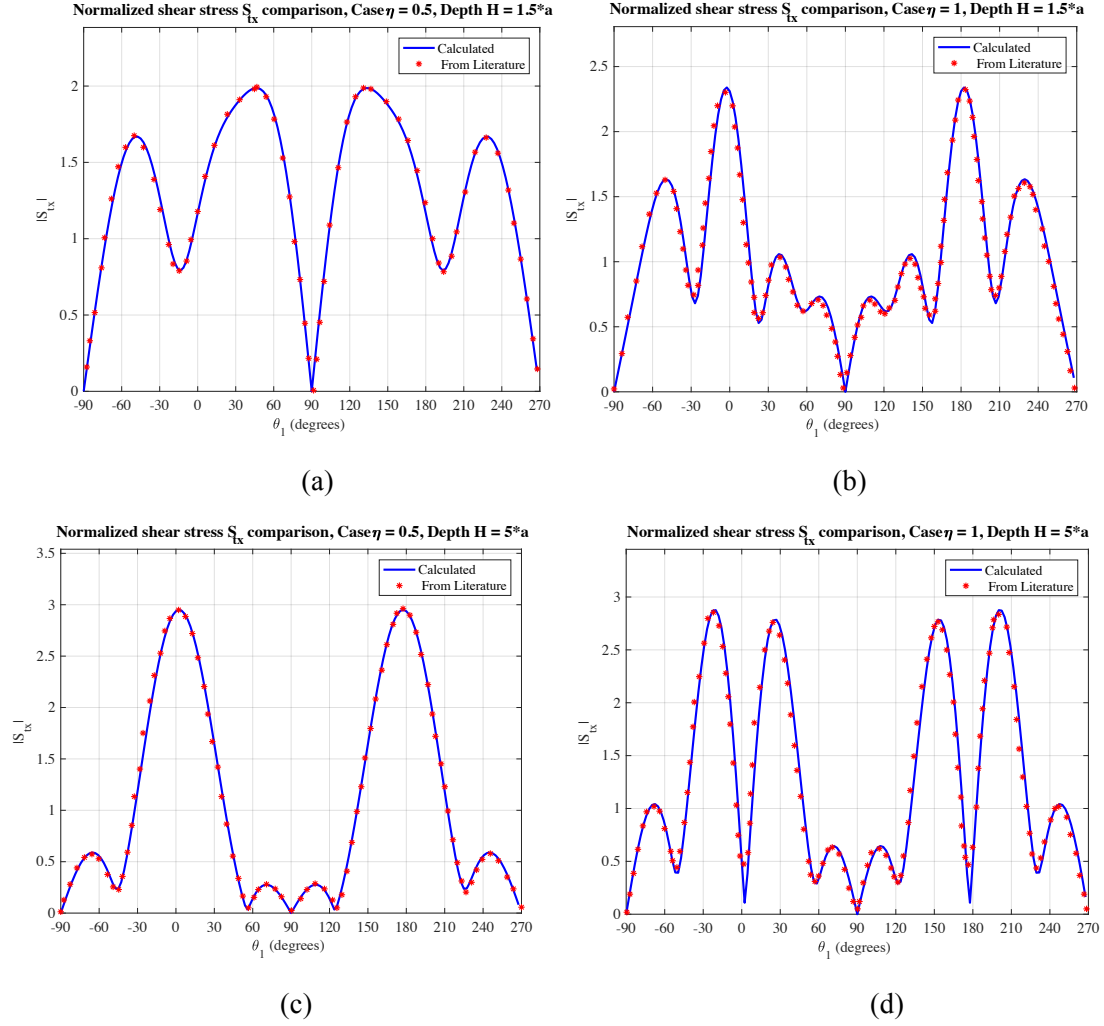 Normalized shear stress S_tx comparison, Case η = 0.5, Depth H = 1.5*a
Calculated
From Literature
|S_tx|
2
1.5
1
0.5
0
-90 -60 -30 0 30 60 90 120 150 180 210 240 270
θ_1 (degrees)
(a)
Normalized shear stress S_tx comparison, Case η = 1, Depth H = 1.5*a
Calculated
From Literature
|S_tx|
2.5
2
1.5
1
0.5
0
-90 -60 -30 0 30 60 90 120 150 180 210 240 270
θ_1 (degrees)
(b)
Normalized shear stress S_tx comparison, Case η = 0.5, Depth H = 5*a
Calculated
From Literature
|S_tx|
3.5
3
2.5
2
1.5
1
0.5
0
-90 -60 -30 0 30 60 90 120 150 180 210 240 270
θ_1 (degrees)
(c)
Normalized shear stress S_tx comparison, Case η = 1, Depth H = 5*a
Calculated
From Literature
|S_tx|
3
2.5
2
1.5
1
0.5
0
-90 -60 -30 0 30 60 90 120 150 180 210 240 270
θ_1 (degrees)
(d)